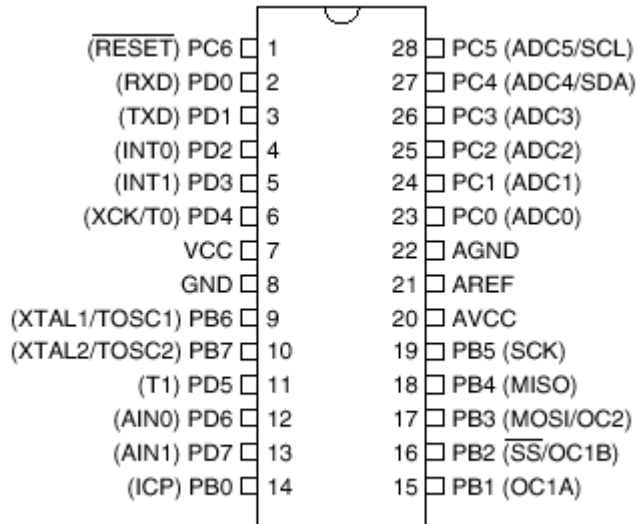 (RESET) PC6 1 28 PC5 (ADC5/SCL)
(RXD) PD0 2 27 PC4 (ADC4/SDA)
(TXD) PD1 3 26 PC3 (ADC3)
(INT0) PD2 4 25 PC2 (ADC2)
(INT1) PD3 5 24 PC1 (ADC1)
(XCK/T0) PD4 6 23 PC0 (ADC0)
VCC 7 22 AGND
GND 8 21 AREF
(XTAL1/TOSC1) PB6 9 20 AVCC
(XTAL2/TOSC2) PB7 10 19 PB5 (SCK)
(T1) PD5 11 18 PB4 (MISO)
(AIN0) PD6 12 17 PB3 (MOSI/OC2)
(AIN1) PD7 13 16 PB2 (SS/OC1B)
(ICP) PB0 14 15 PB1 (OC1A)